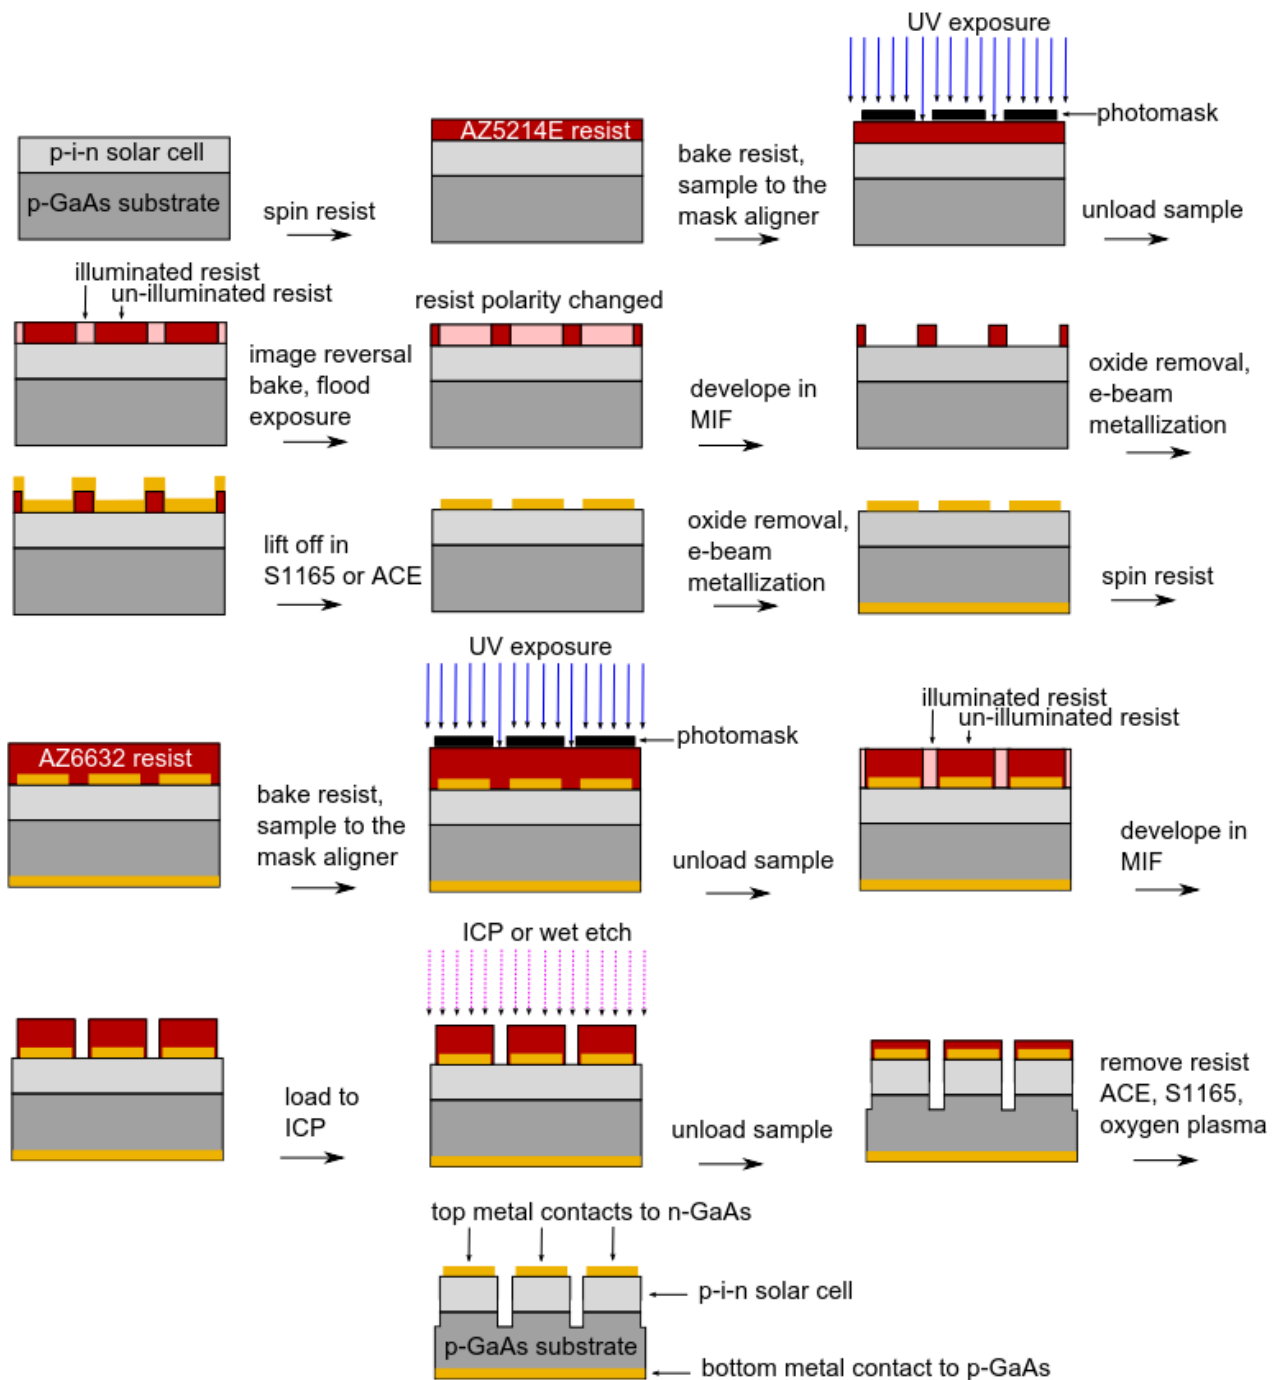 UV exposure
photomask
AZ5214E resist
p-i-n solar cell
bake resist,
sample to the
mask aligner
p-GaAs substrate
spin resist
unload sample
illuminated resist
un-illuminated resist
resist polarity changed
image reversal
bake, flood
exposure
develope in
MIF
oxide removal,
e-beam
metallization
lift off in
S1165 or ACE
oxide removal,
e-beam
metallization
spin resist
UV exposure
photomask
illuminated resist
un-illuminated resist
AZ6632 resist
bake resist,
sample to the
mask aligner
unload sample
develope in
MIF
ICP or wet etch
load to
ICP
unload sample
remove resist
ACE, S1165,
oxygen plasma
top metal contacts to n-GaAs
p-i-n solar cell
p-GaAs substrate
bottom metal contact to p-GaAs